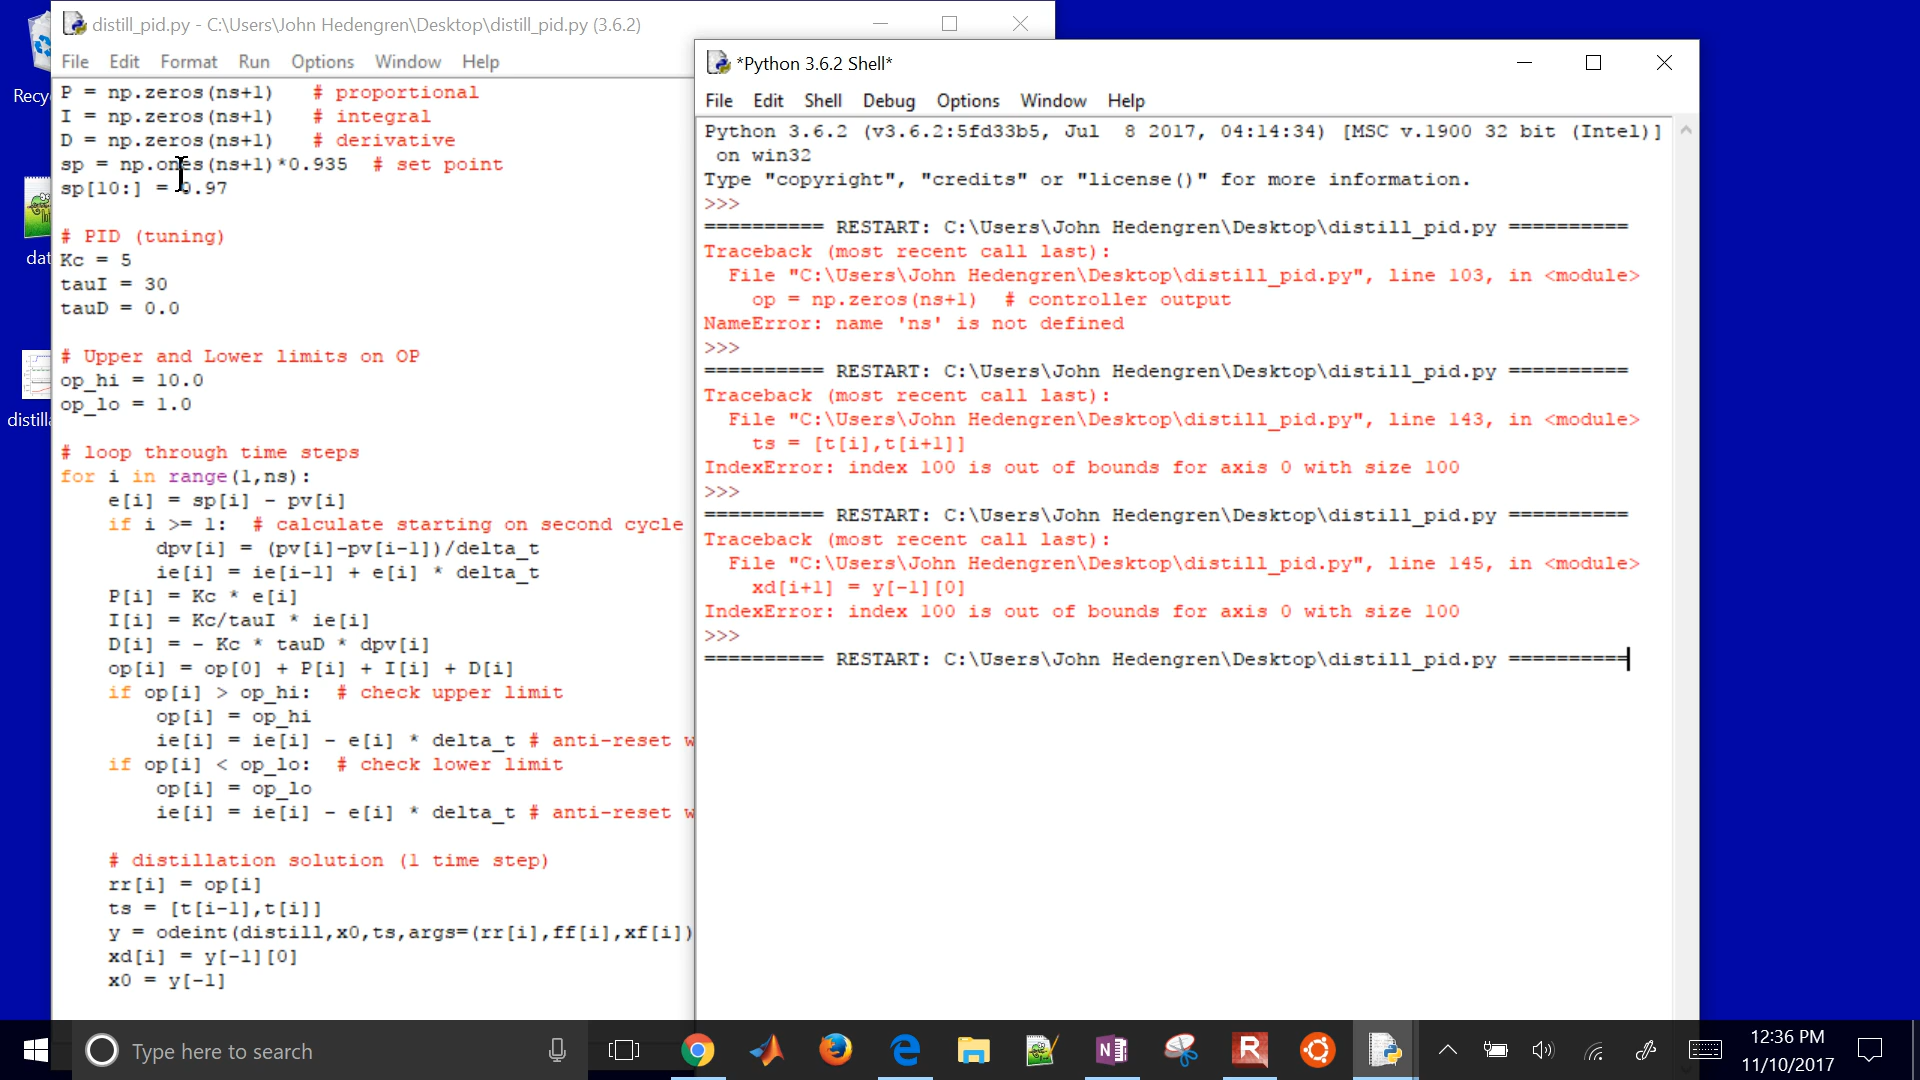 distill_pid.py - C:\Users\John Hedengren\Desktop\distill_pid.py (3.6.2)
File Edit Format Run Options Window Help
P = np.zeros(ns+1)   # proportional
I = np.zeros(ns+1)   # integral
D = np.zeros(ns+1)   # derivative
sp = np.ones(ns+1)*0.935  # set point
sp[10:] = 0.97
# PID (tuning)
Kc = 5
tauI = 30
tauD = 0.0
# Upper and Lower limits on OP
op_hi = 10.0
op_lo = 1.0
# loop through time steps
for i in range(1,ns):
    e[i] = sp[i] - pv[i]
    if i >= 1:  # calculate starting on second cycle
        dpv[i] = (pv[i]-pv[i-1])/delta_t
        ie[i] = ie[i-1] + e[i] * delta_t
    P[i] = Kc * e[i]
    I[i] = Kc/tauI * ie[i]
    D[i] = - Kc * tauD * dpv[i]
    op[i] = op[0] + P[i] + I[i] + D[i]
    if op[i] > op_hi:  # check upper limit
        op[i] = op_hi
        ie[i] = ie[i] - e[i] * delta_t # anti-reset w
    if op[i] < op_lo:  # check lower limit
        op[i] = op_lo
        ie[i] = ie[i] - e[i] * delta_t # anti-reset w
    # distillation solution (1 time step)
    rr[i] = op[i]
    ts = [t[i-1],t[i]]
    y = odeint(distill,x0,ts,args=(rr[i],ff[i],xf[i])
    xd[i] = y[-1][0]
    x0 = y[-1]
*Python 3.6.2 Shell*
File Edit Shell Debug Options Window Help
Python 3.6.2 (v3.6.2:5fd33b5, Jul  8 2017, 04:14:34) [MSC v.1900 32 bit (Intel)]
 on win32
Type "copyright", "credits" or "license()" for more information.
>>>
========== RESTART: C:\Users\John Hedengren\Desktop\distill_pid.py ==========
Traceback (most recent call last):
  File "C:\Users\John Hedengren\Desktop\distill_pid.py", line 103, in <module>
    op = np.zeros(ns+1)  # controller output
NameError: name 'ns' is not defined
>>>
========== RESTART: C:\Users\John Hedengren\Desktop\distill_pid.py ==========
Traceback (most recent call last):
  File "C:\Users\John Hedengren\Desktop\distill_pid.py", line 143, in <module>
    ts = [t[i],t[i+1]]
IndexError: index 100 is out of bounds for axis 0 with size 100
>>>
========== RESTART: C:\Users\John Hedengren\Desktop\distill_pid.py ==========
Traceback (most recent call last):
  File "C:\Users\John Hedengren\Desktop\distill_pid.py", line 145, in <module>
    xd[i+1] = y[-1][0]
IndexError: index 100 is out of bounds for axis 0 with size 100
>>>
========== RESTART: C:\Users\John Hedengren\Desktop\distill_pid.py ==========
Recy
dat
distilla
Type here to search
12:36 PM
11/10/2017